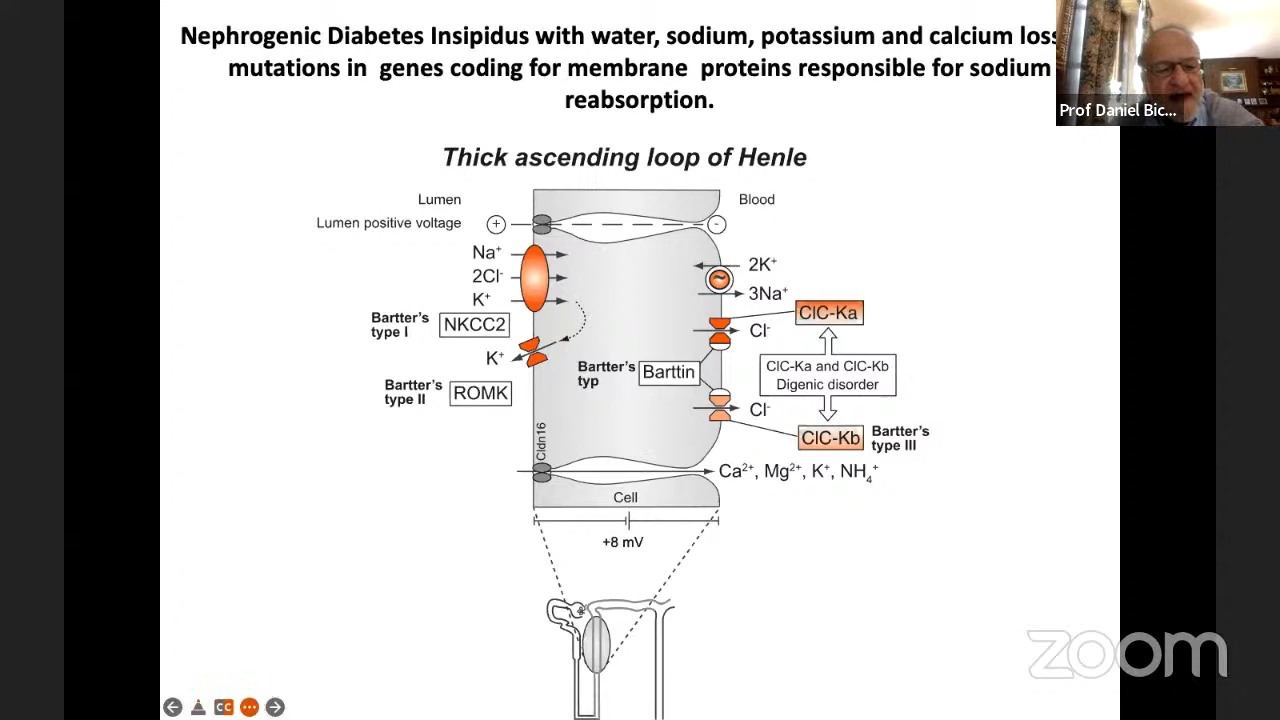 Nephrogenic Diabetes Insipidus with water, sodium, potassium and calcium loss
mutations in genes coding for membrane proteins responsible for sodium
reabsorption.
Prof Daniel Bic...
Thick ascending loop of Henle
Lumen
Blood
Lumen positive voltage
+
-
Na⁺
2Cl⁻
K⁺
2K⁺
~
3Na⁺
Bartter's
type I
NKCC2
K⁺
Bartter's
type II
ROMK
Cl⁻
ClC-Ka
Bartter's
typ
Barttin
ClC-Ka and ClC-Kb
Digenic disorder
Cl⁻
ClC-Kb
Bartter's
type III
Cldn16
Ca²⁺, Mg²⁺, K⁺, NH₄⁺
Cell
+8 mV
zoom
CC